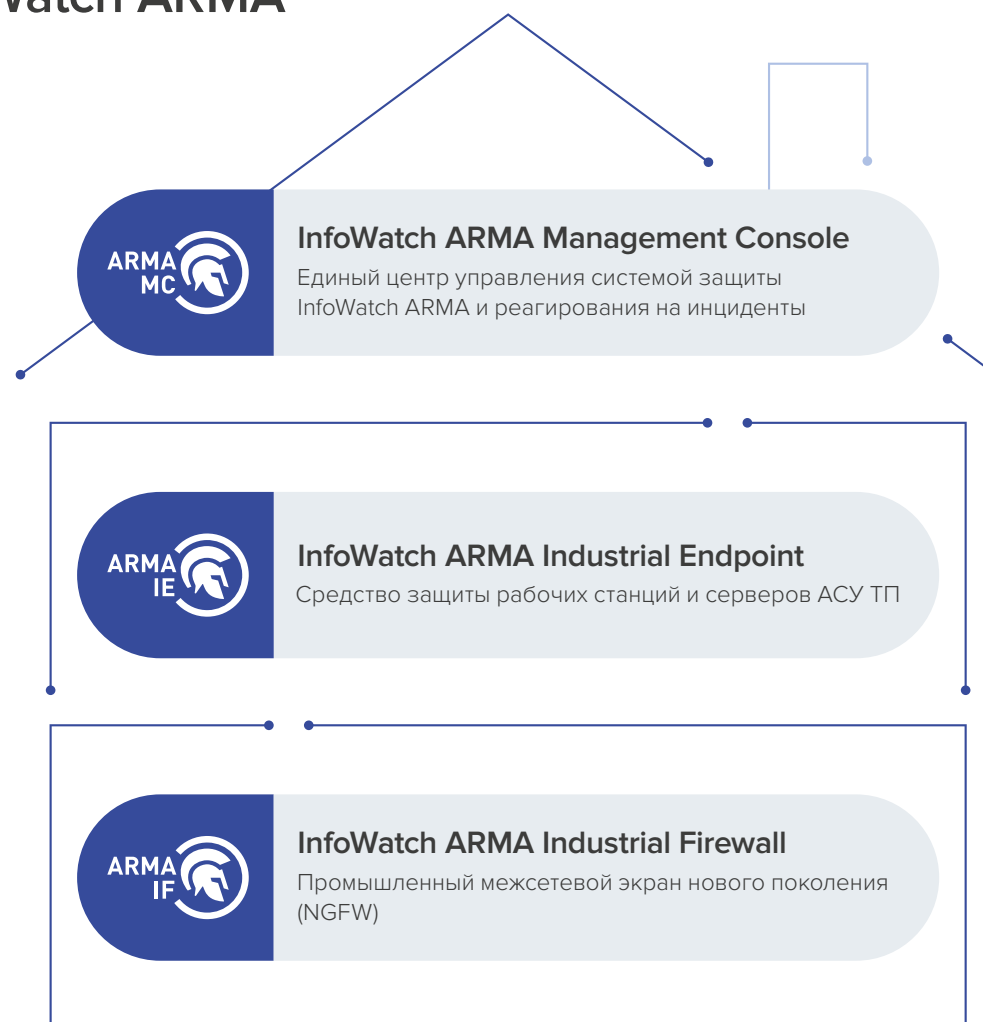 Watch ARMA
ARMA
MC
InfoWatch ARMA Management Console
Единый центр управления системой защиты
InfoWatch ARMA и реагирования на инциденты
ARMA
IE
InfoWatch ARMA Industrial Endpoint
Средство защиты рабочих станций и серверов АСУ ТП
ARMA
IF
InfoWatch ARMA Industrial Firewall
Промышленный межсетевой экран нового поколения
(NGFW)